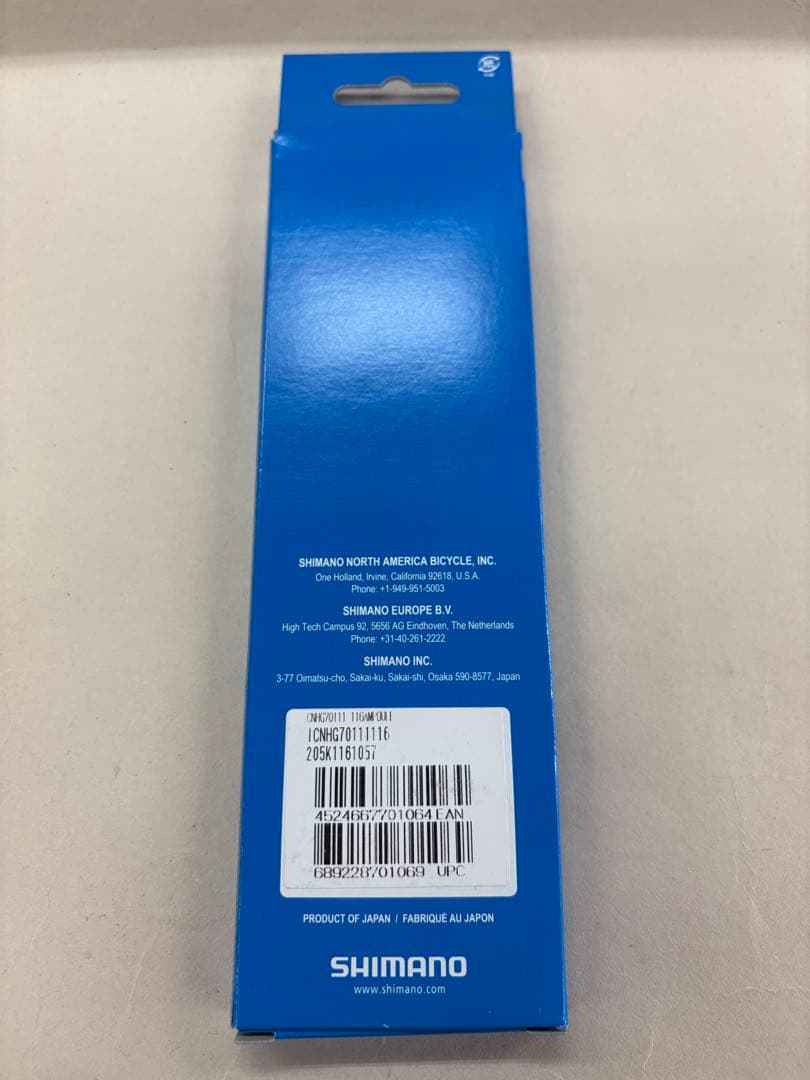 SHIMANO NORTH AMERICA BICYCLE, INC.
One Holland, Irvine, California 92618, U.S.A.
Phone: +1-949-951-5003
SHIMANO EUROPE B.V.
High Tech Campus 92, 5656 AG Eindhoven, The Netherlands
Phone: +31-40-261-2222
SHIMANO INC.
3-77 Oimatsu-cho, Sakai-ku, Sakai-shi, Osaka 590-8577, Japan
CNHG70111 116AMPOULE
ICNHG70111116
205K1161057
4524667701064 EAN
689228701069 UPC
PRODUCT OF JAPAN / FABRIQUÉ AU JAPON
SHIMANO
www.shimano.com